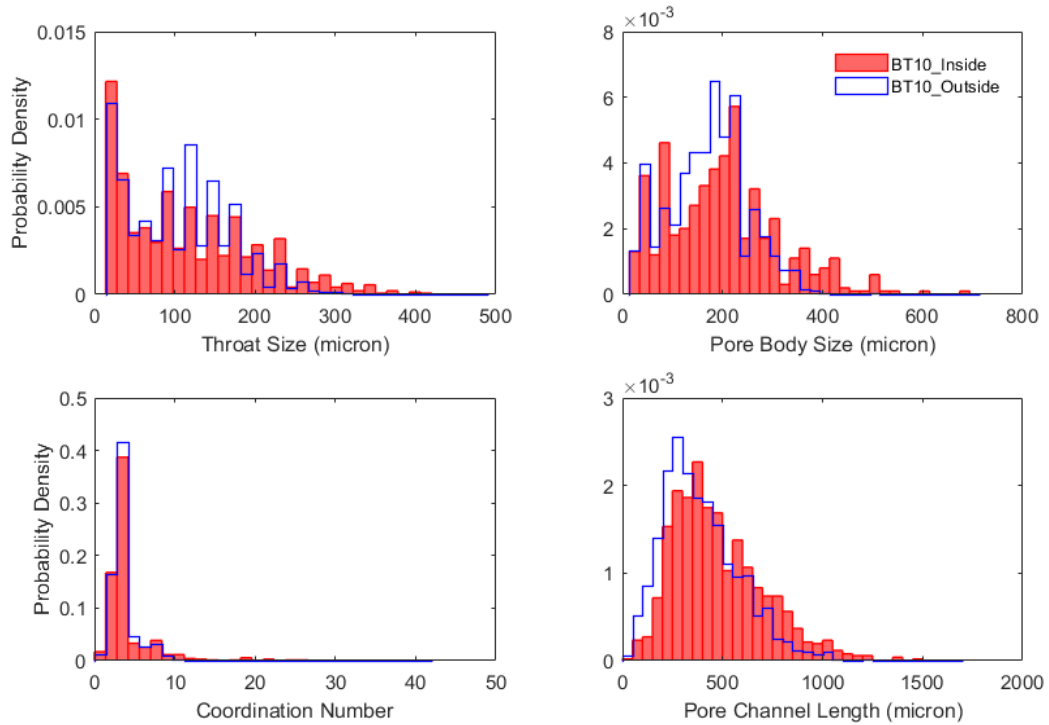 0.015
0.01
0.005
0
Probability Density
0 100 200 300 400 500
Throat Size (micron)
×10⁻³
8
6
4
2
0
BT10_Inside
BT10_Outside
0 200 400 600 800
Pore Body Size (micron)
0.5
0.4
0.3
0.2
0.1
0
Probability Density
0 10 20 30 40 50
Coordination Number
×10⁻³
3
2
1
0
0 500 1000 1500 2000
Pore Channel Length (micron)